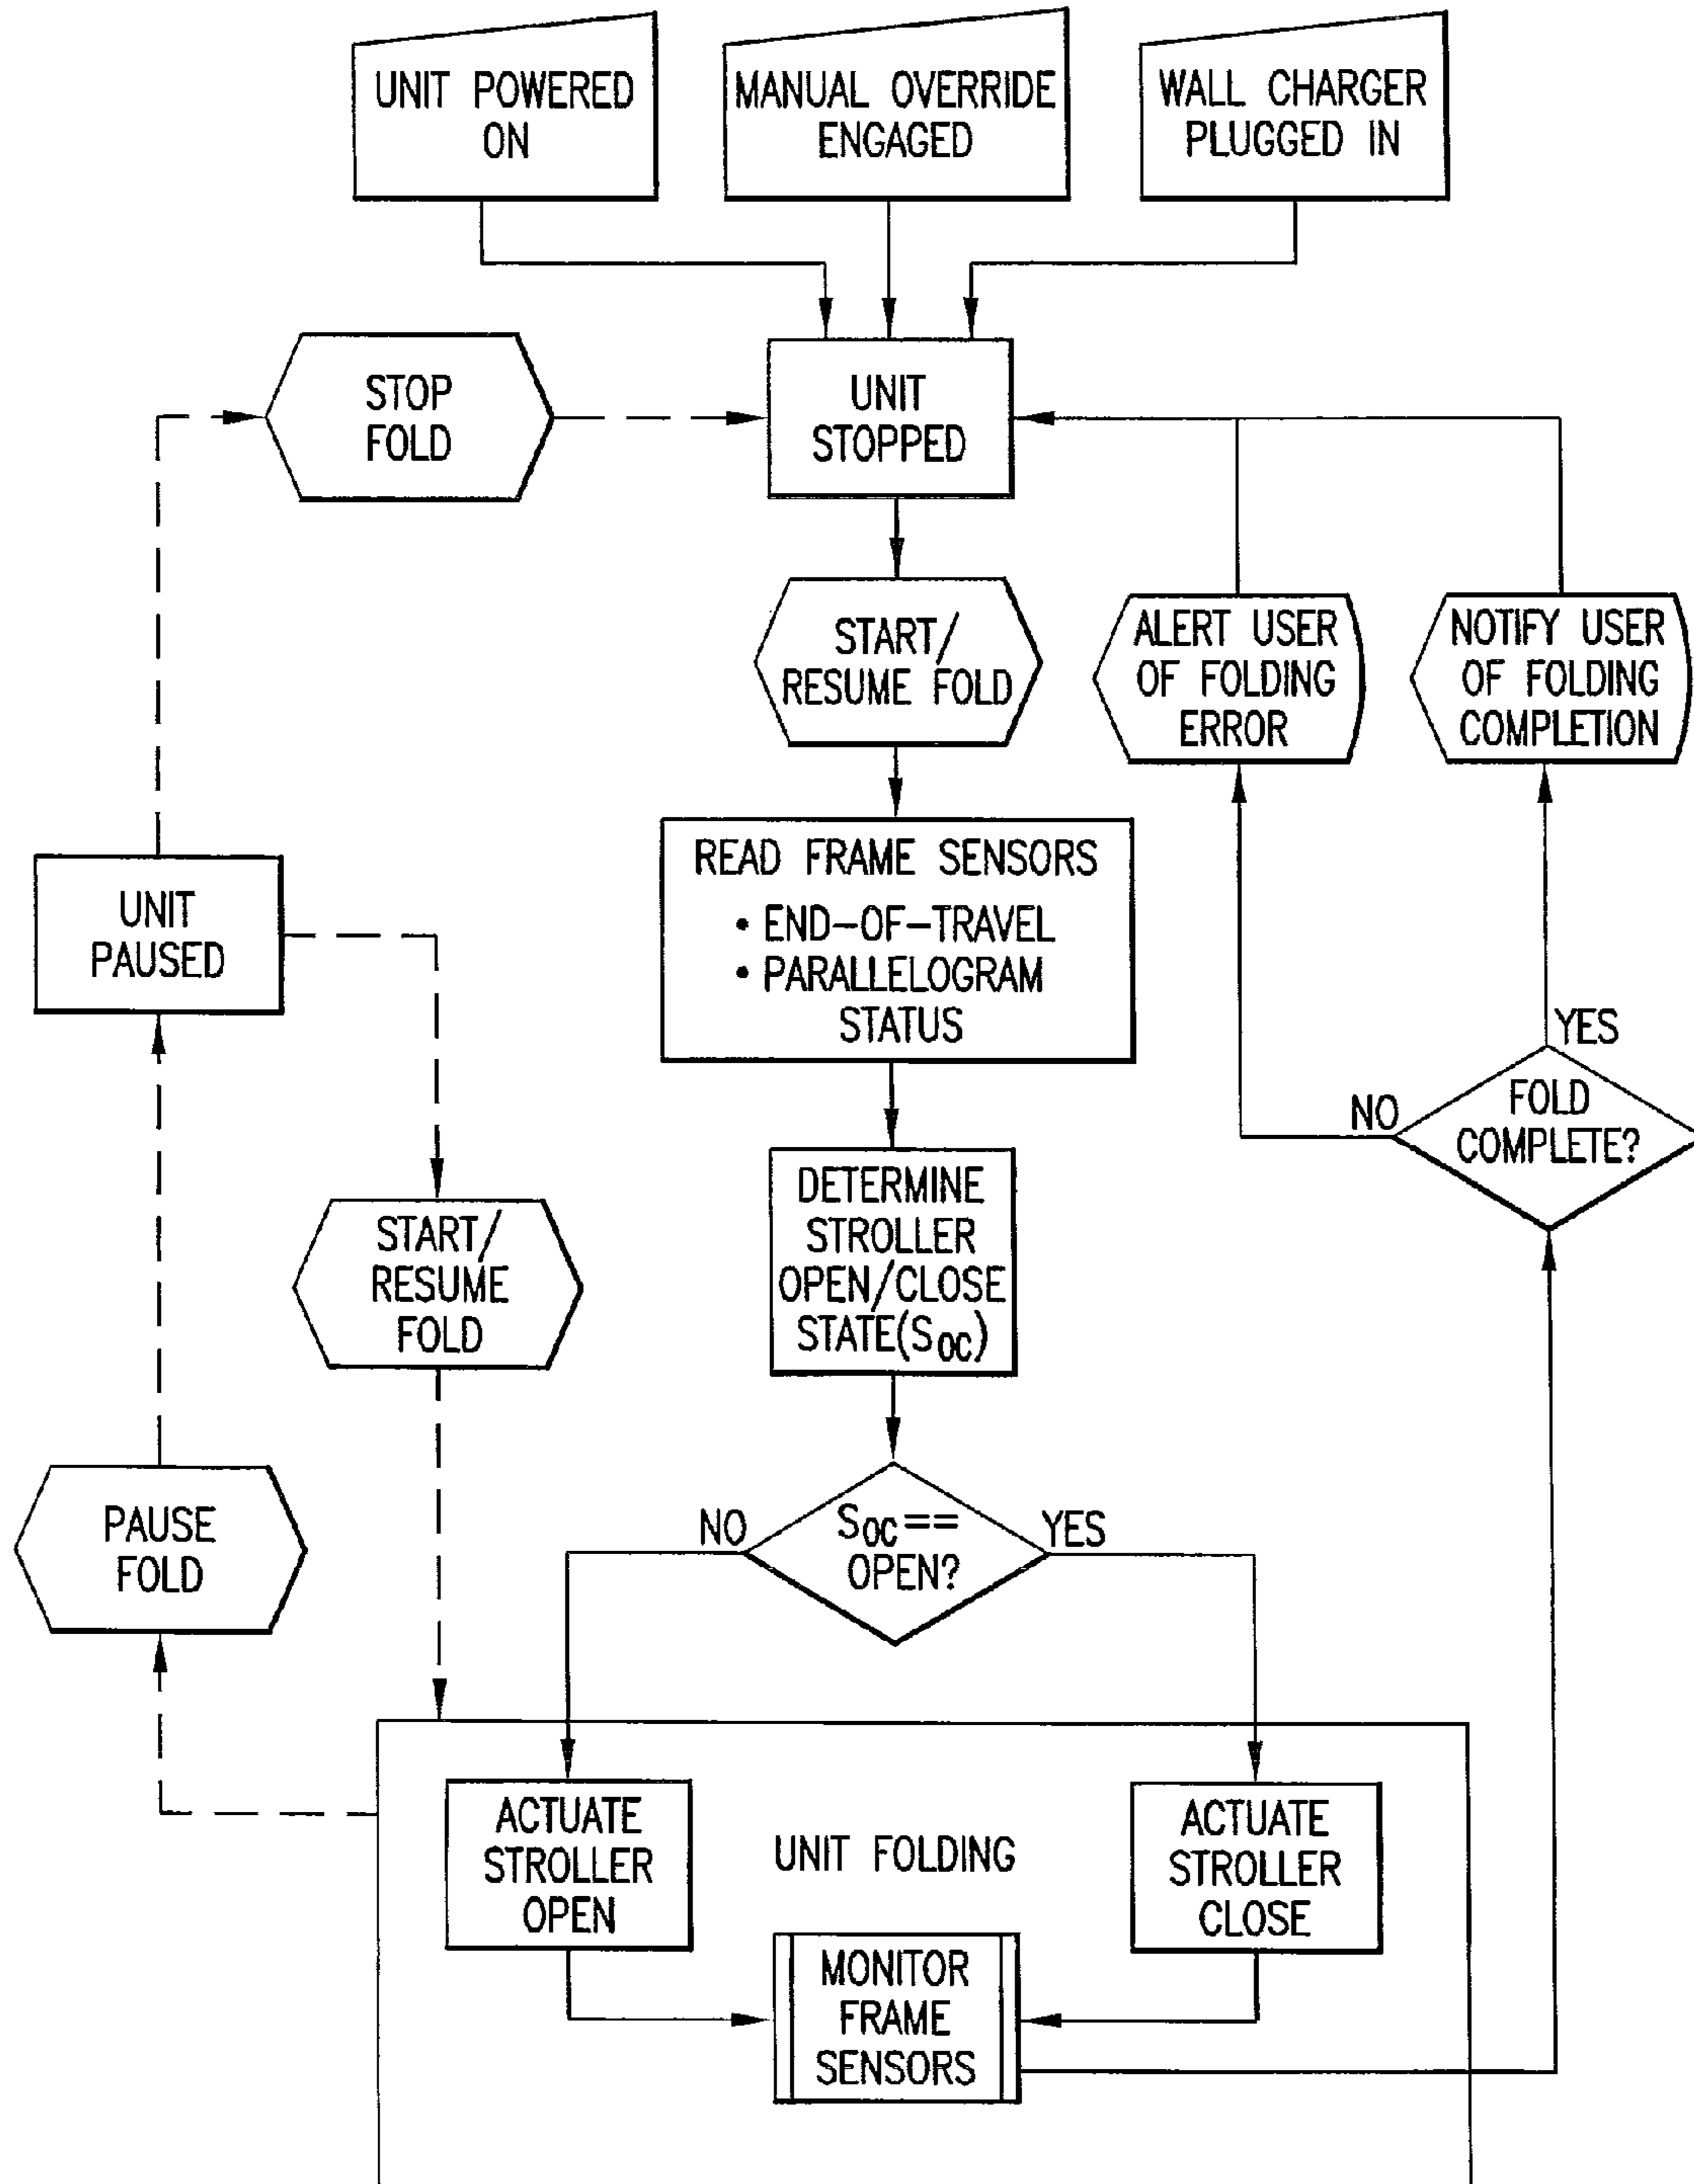 UNIT POWERED
ON
MANUAL OVERRIDE
ENGAGED
WALL CHARGER
PLUGGED IN
STOP
FOLD
UNIT
STOPPED
START/
RESUME FOLD
ALERT USER
OF FOLDING
ERROR
NOTIFY USER
OF FOLDING
COMPLETION
READ FRAME SENSORS
• END-OF-TRAVEL
• PARALLELOGRAM
STATUS
UNIT
PAUSED
YES
FOLD
COMPLETE?
NO
DETERMINE
STROLLER
OPEN/CLOSE
STATE(SOC)
START/
RESUME
FOLD
PAUSE
FOLD
NO
SOC==
OPEN?
YES
ACTUATE
STROLLER
OPEN
UNIT FOLDING
ACTUATE
STROLLER
CLOSE
MONITOR
FRAME
SENSORS